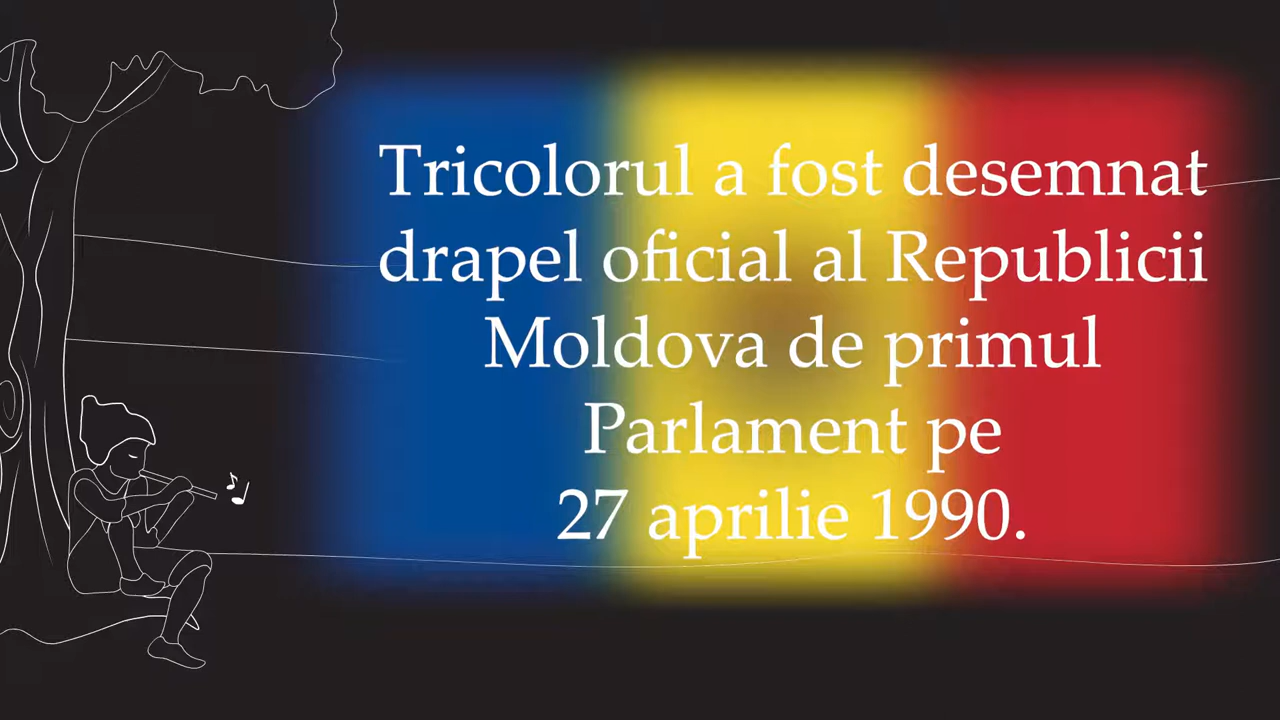 Tricolorul a fost desemnat
drapel oficial al Republicii
Moldova de primul
Parlament pe
27 aprilie 1990.